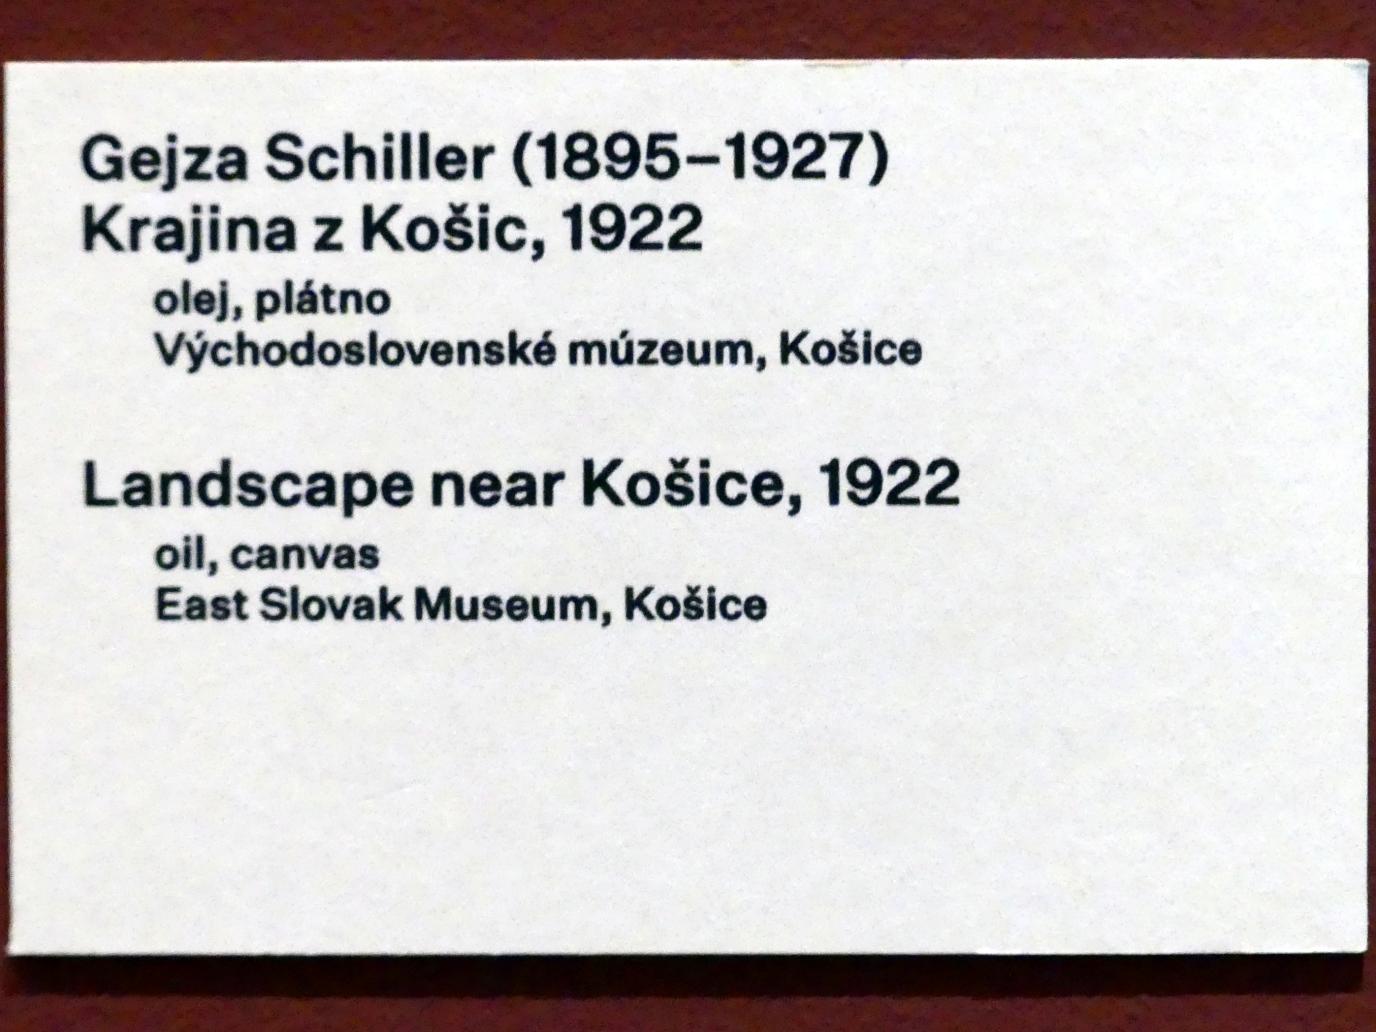 Gejza Schiller (1895–1927)
Krajina z Košic, 1922
olej, plátno
Východoslovenské múzeum, Košice
Landscape near Košice, 1922
oil, canvas
East Slovak Museum, Košice